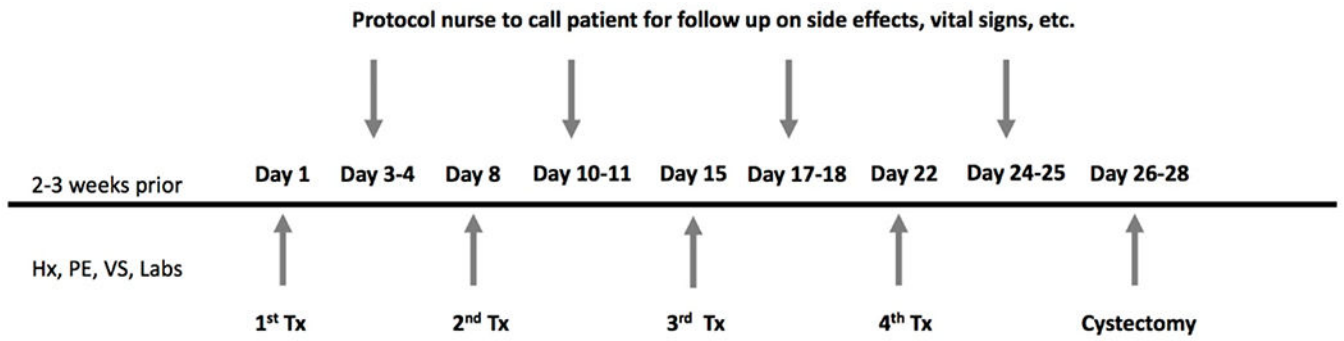 Protocol nurse to call patient for follow up on side effects, vital signs, etc.
2-3 weeks prior Day 1 Day 3-4 Day 8 Day 10-11 Day 15 Day 17-18 Day 22 Day 24-25 Day 26-28
Hx, PE, VS, Labs
1st Tx 2nd Tx 3rd Tx 4th Tx Cystectomy